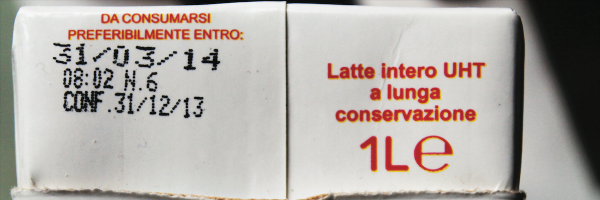 DA CONSUMARSI
PREFERIBILMENTE ENTRO:
31/03/14
08:02 N.6
CONF.31/12/13
Latte intero UHT
a lunga
conservazione
1L℮